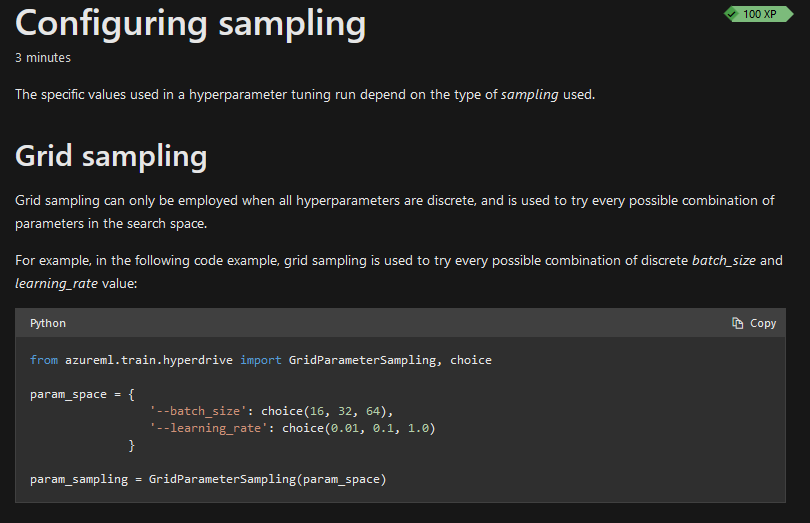 Configuring sampling
100 XP
3 minutes
The specific values used in a hyperparameter tuning run depend on the type of sampling used.
Grid sampling
Grid sampling can only be employed when all hyperparameters are discrete, and is used to try every possible combination of
parameters in the search space.
For example, in the following code example, grid sampling is used to try every possible combination of discrete batch_size and
learning_rate value:
Python
Copy
from azureml.train.hyperdrive import GridParameterSampling, choice
param_space = {
'--batch_size': choice(16, 32, 64),
'--learning_rate': choice(0.01, 0.1, 1.0)
}
param_sampling = GridParameterSampling(param_space)